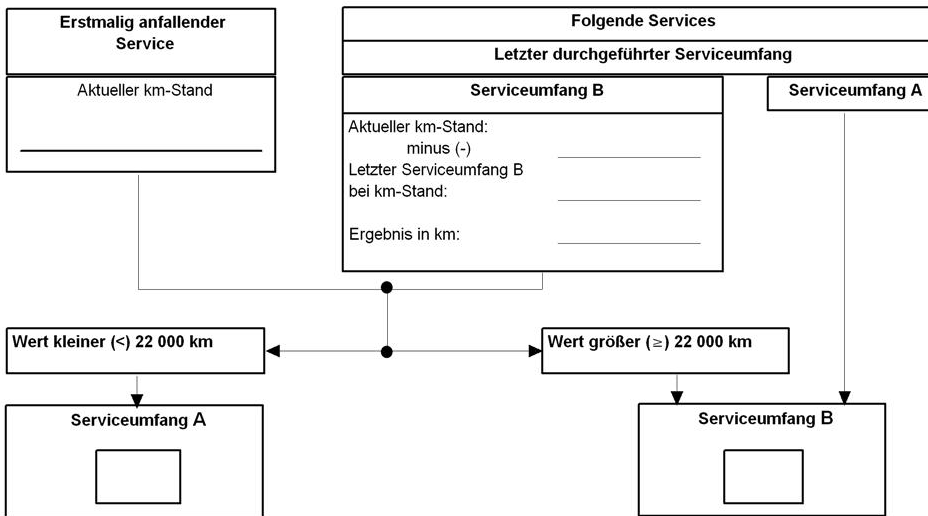 Erstmalig anfallender
Service
Aktueller km-Stand
Folgende Services
Letzter durchgeführter Serviceumfang
Serviceumfang B
Aktueller km-Stand:
minus (-)
Letzter Serviceumfang B
bei km-Stand:
Ergebnis in km:
Serviceumfang A
Wert kleiner (<) 22 000 km
Wert größer (≥) 22 000 km
Serviceumfang A
Serviceumfang B